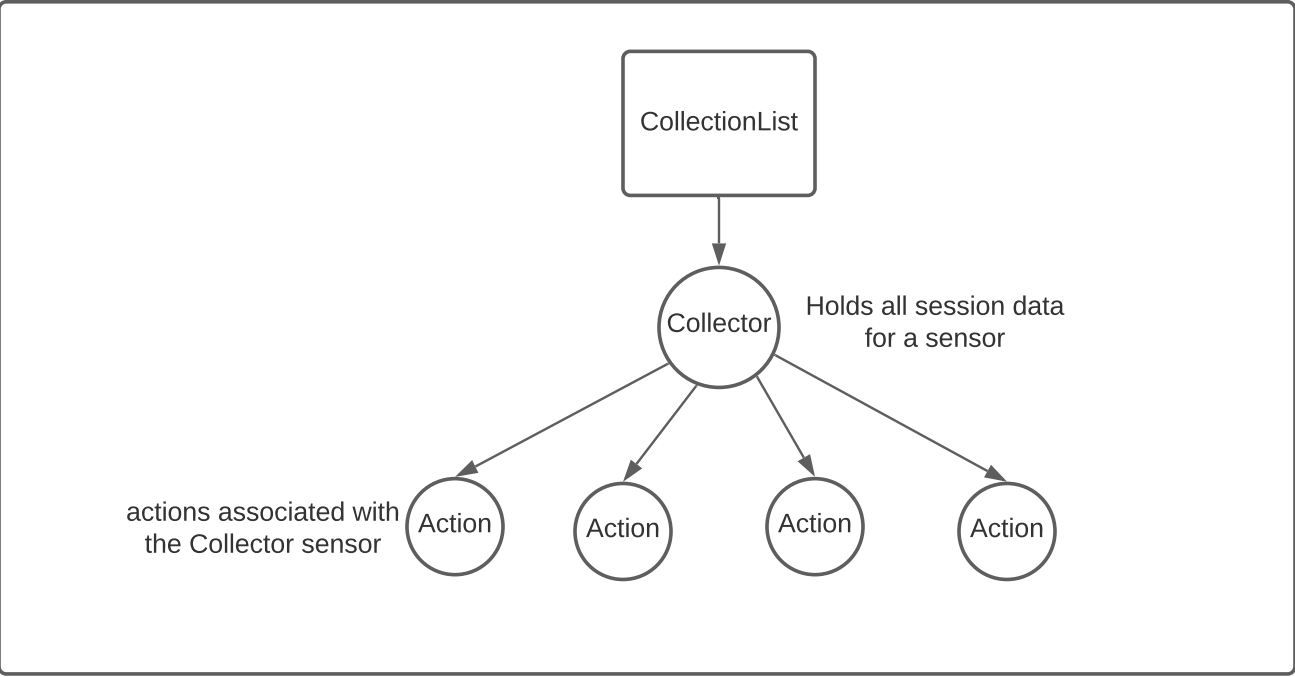 CollectionList
Collector
Holds all session data
for a sensor
actions associated with
the Collector sensor
Action
Action
Action
Action